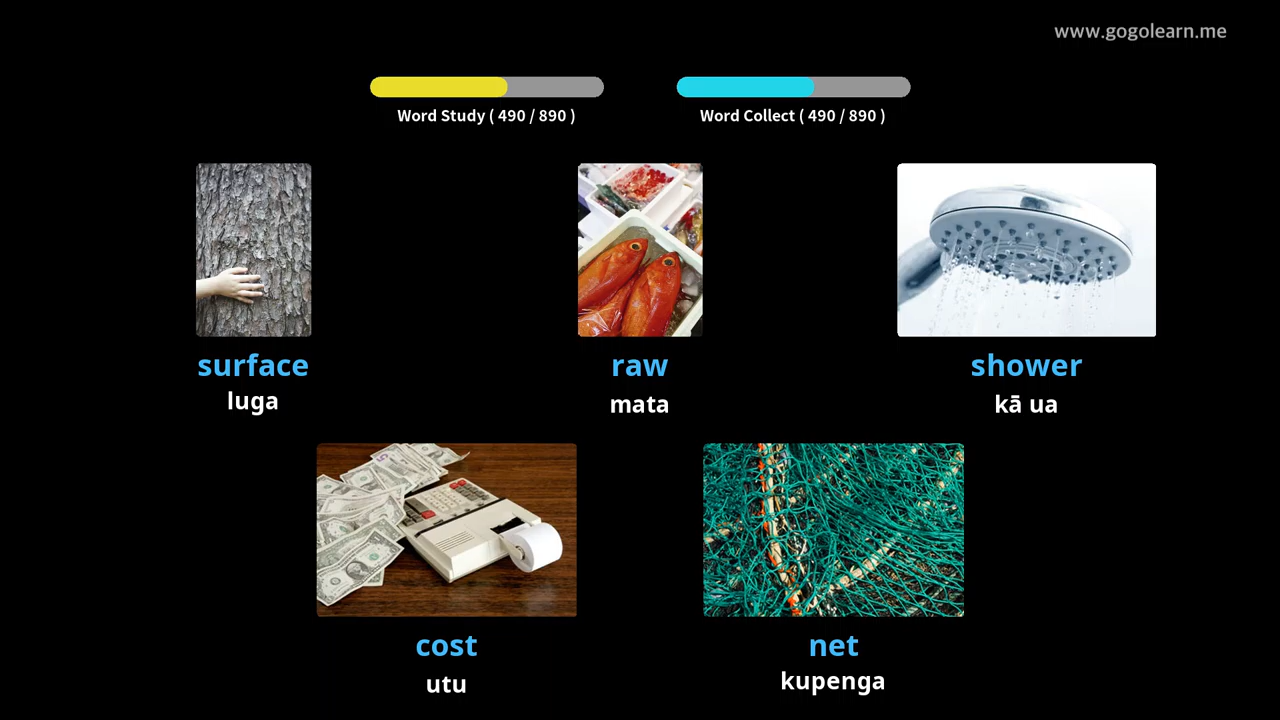 www.gogolearn.me
Word Study ( 490 / 890 )
Word Collect ( 490 / 890 )
surface
luga
raw
mata
shower
kā ua
cost
utu
net
kupenga